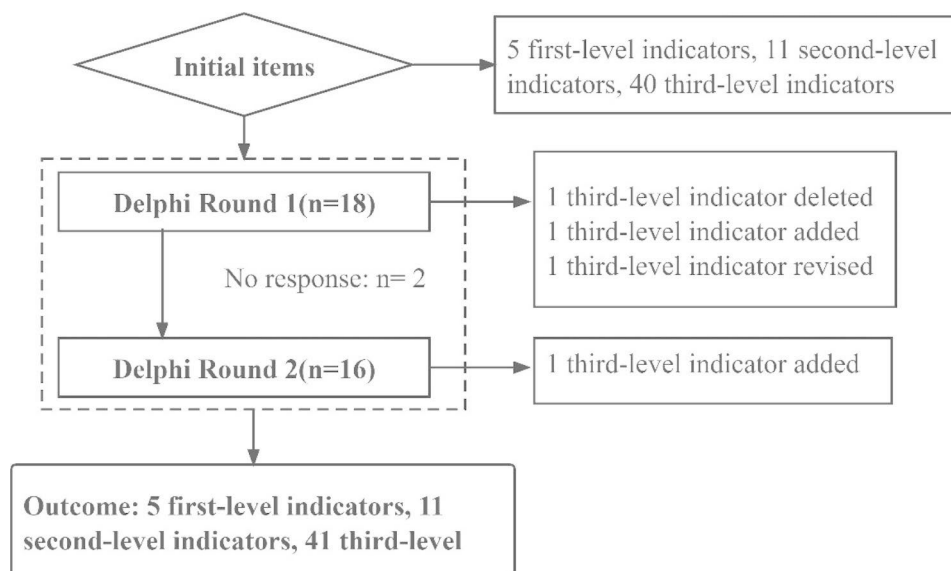 Initial items
5 first-level indicators, 11 second-level
indicators, 40 third-level indicators
Delphi Round 1(n=18)
1 third-level indicator deleted
1 third-level indicator added
1 third-level indicator revised
No response: n= 2
Delphi Round 2(n=16)
1 third-level indicator added
Outcome: 5 first-level indicators, 11
second-level indicators, 41 third-level